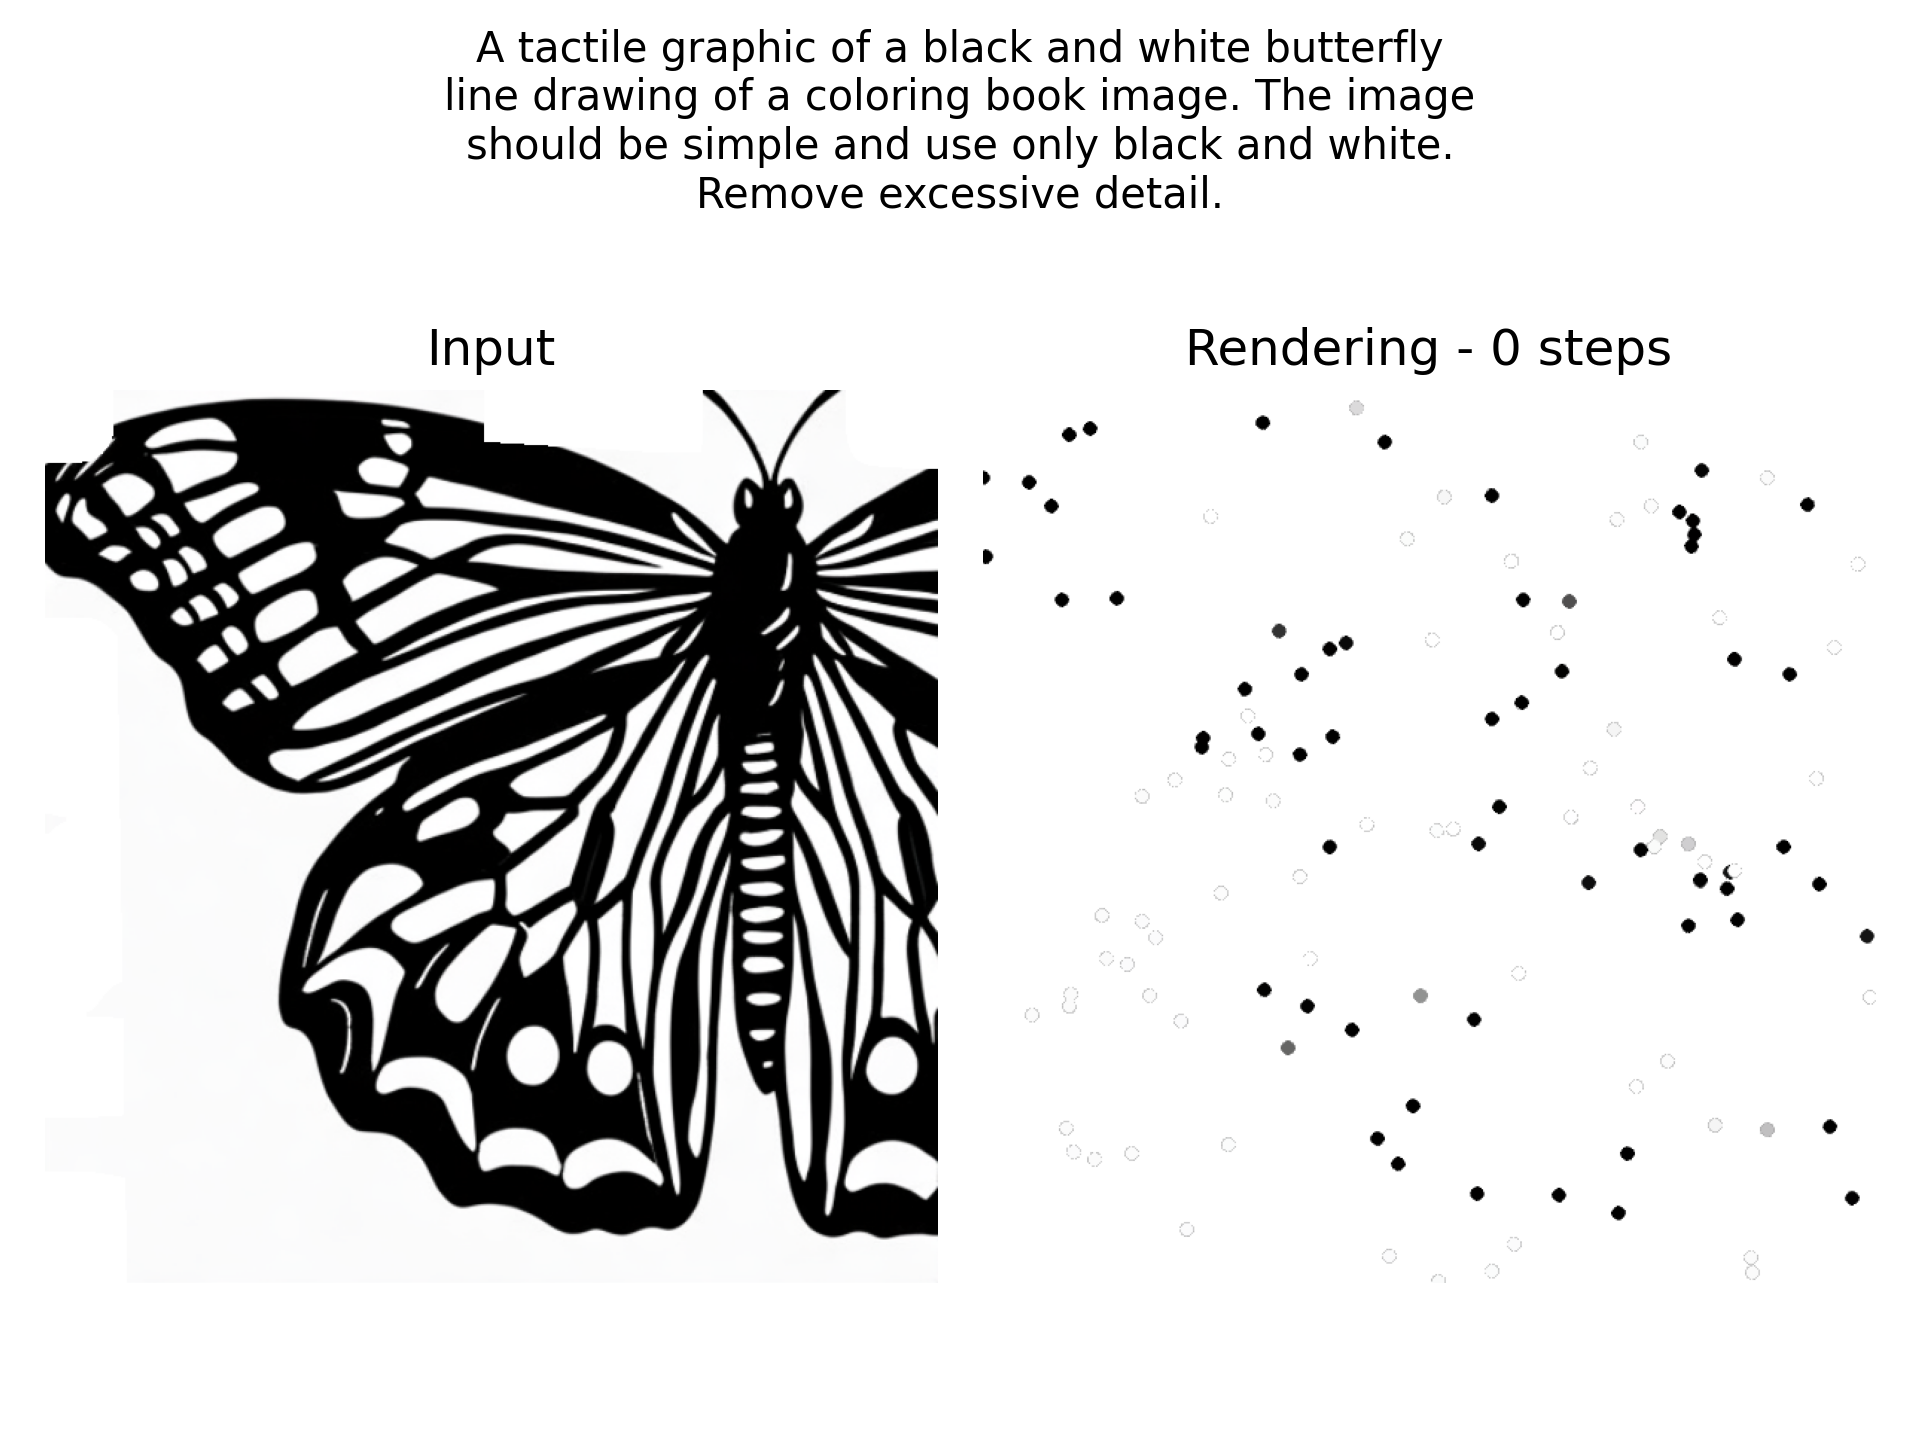 A tactile graphic of a black and white butterfly
line drawing of a coloring book image. The image
should be simple and use only black and white.
Remove excessive detail.
Input
Rendering - 0 steps